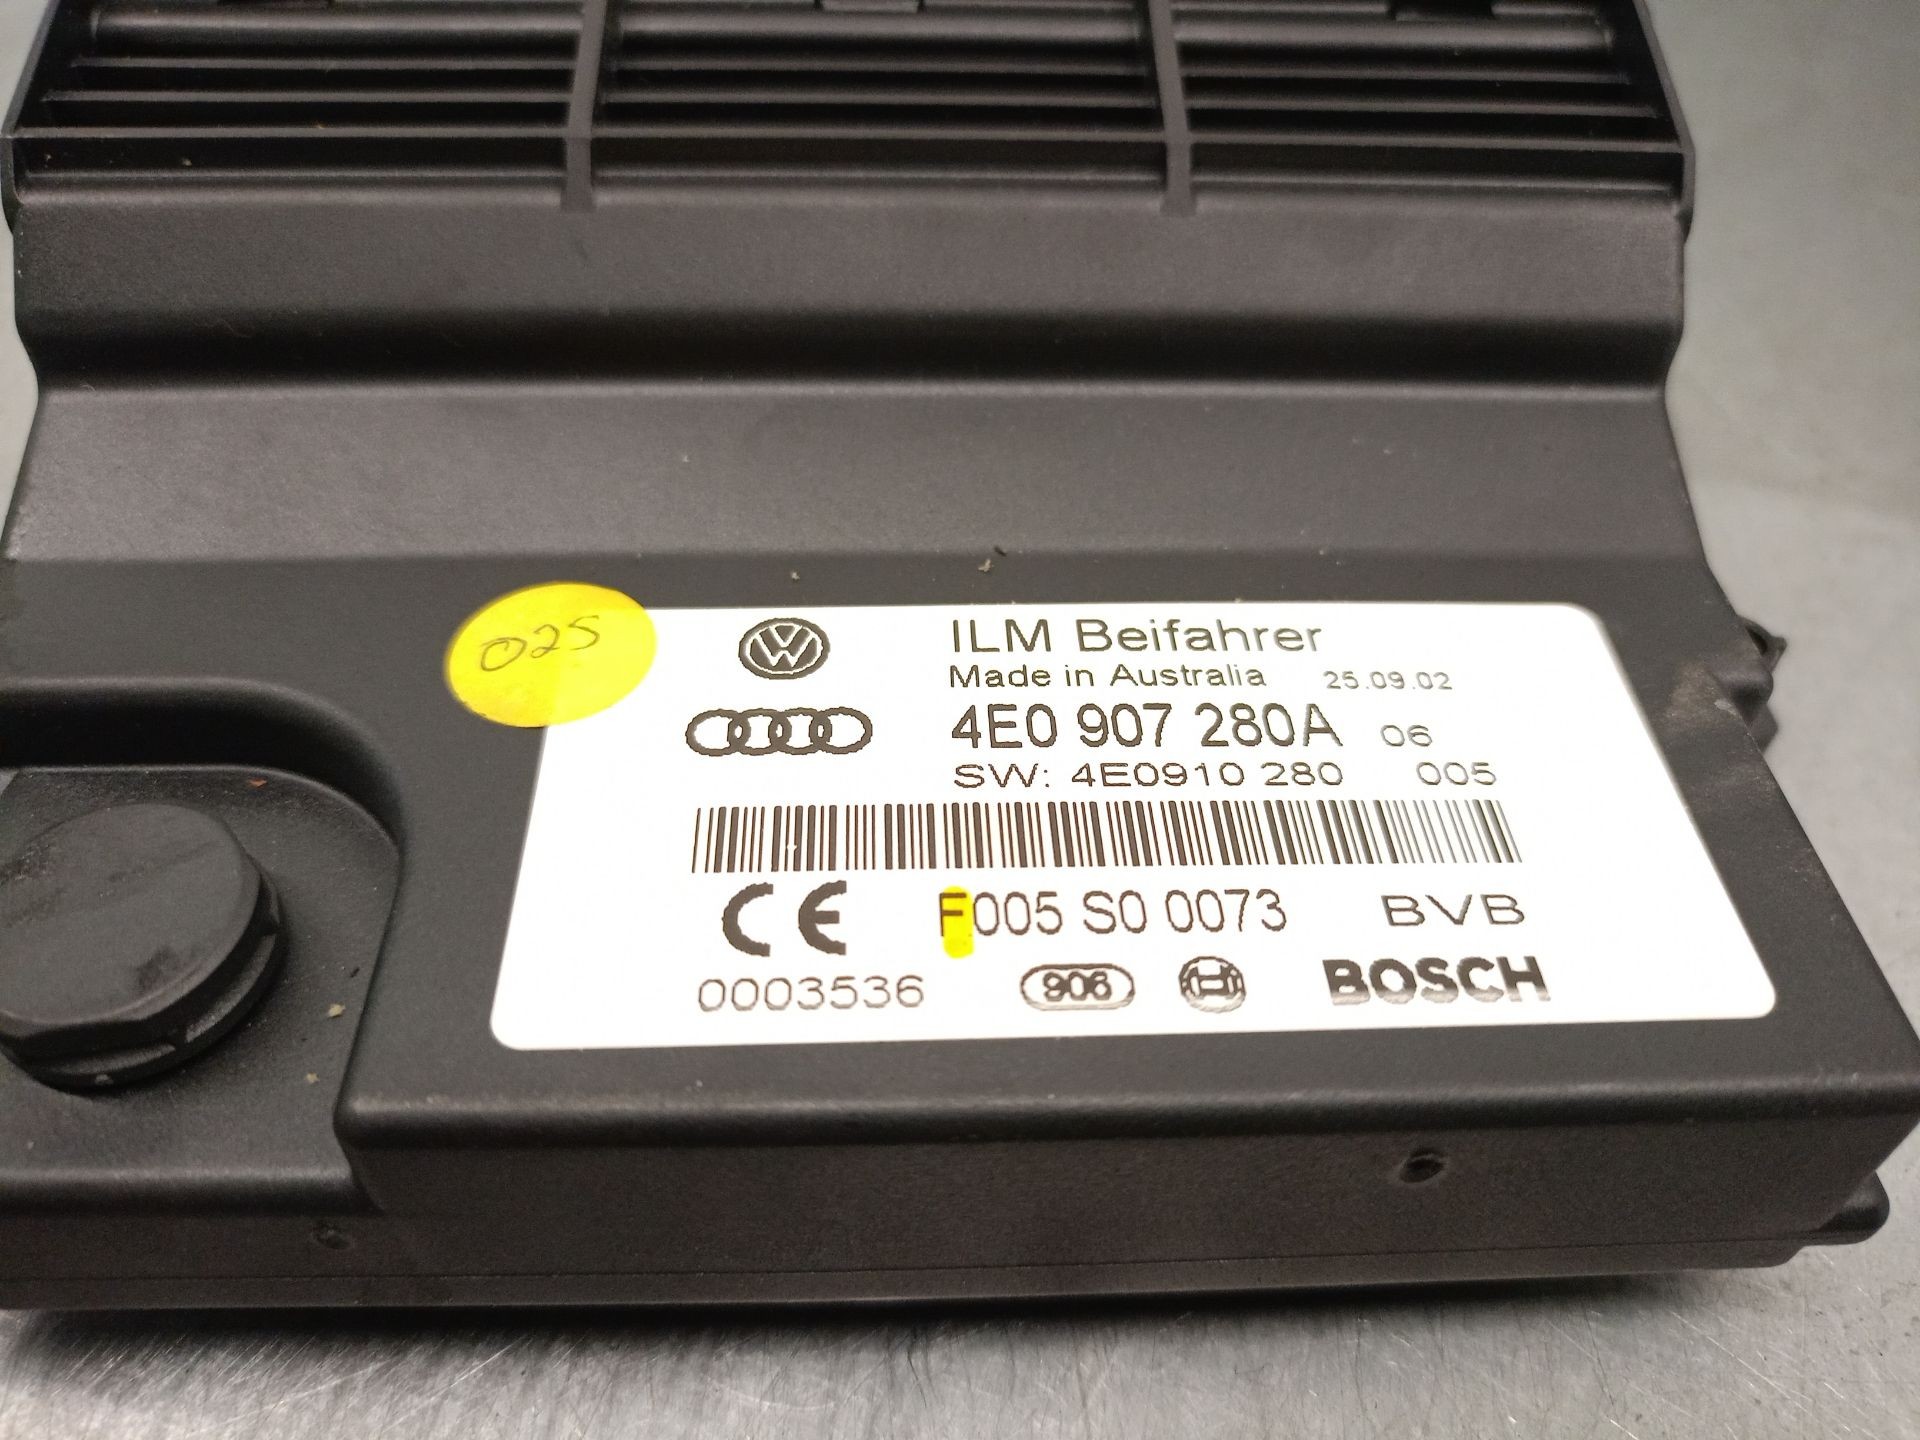 025
ILM Beifahrer
Made in Australia 25.09.02
4E0 907 280A 06
SW: 4E0910 280 005
CE F005 S0 0073 BVB
0003536 906 BOSCH